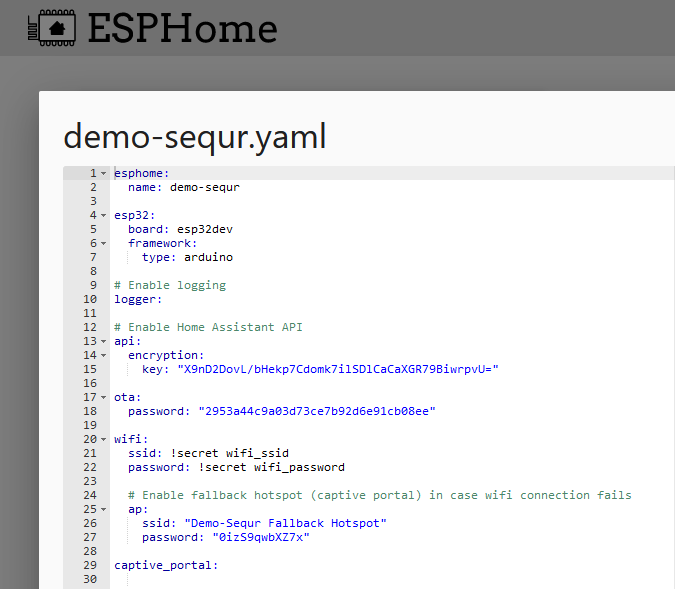 ESPHome
demo-sequr.yaml
1 esphome:
2 name: demo-sequr
3
4 esp32:
5 board: esp32dev
6 framework:
7 type: arduino
8
9 # Enable logging
10 logger:
11
12 # Enable Home Assistant API
13 api:
14 encryption:
15 key: "X9nD2DovL/bHekp7Cdomk7ilSDlCaCaXGR79BiwrpvU="
16
17 ota:
18 password: "2953a44c9a03d73ce7b92d6e91cb08ee"
19
20 wifi:
21 ssid: !secret wifi_ssid
22 password: !secret wifi_password
23
24 # Enable fallback hotspot (captive portal) in case wifi connection fails
25 ap:
26 ssid: "Demo-Sequr Fallback Hotspot"
27 password: "0izS9qwbXZ7x"
28
29 captive_portal:
30